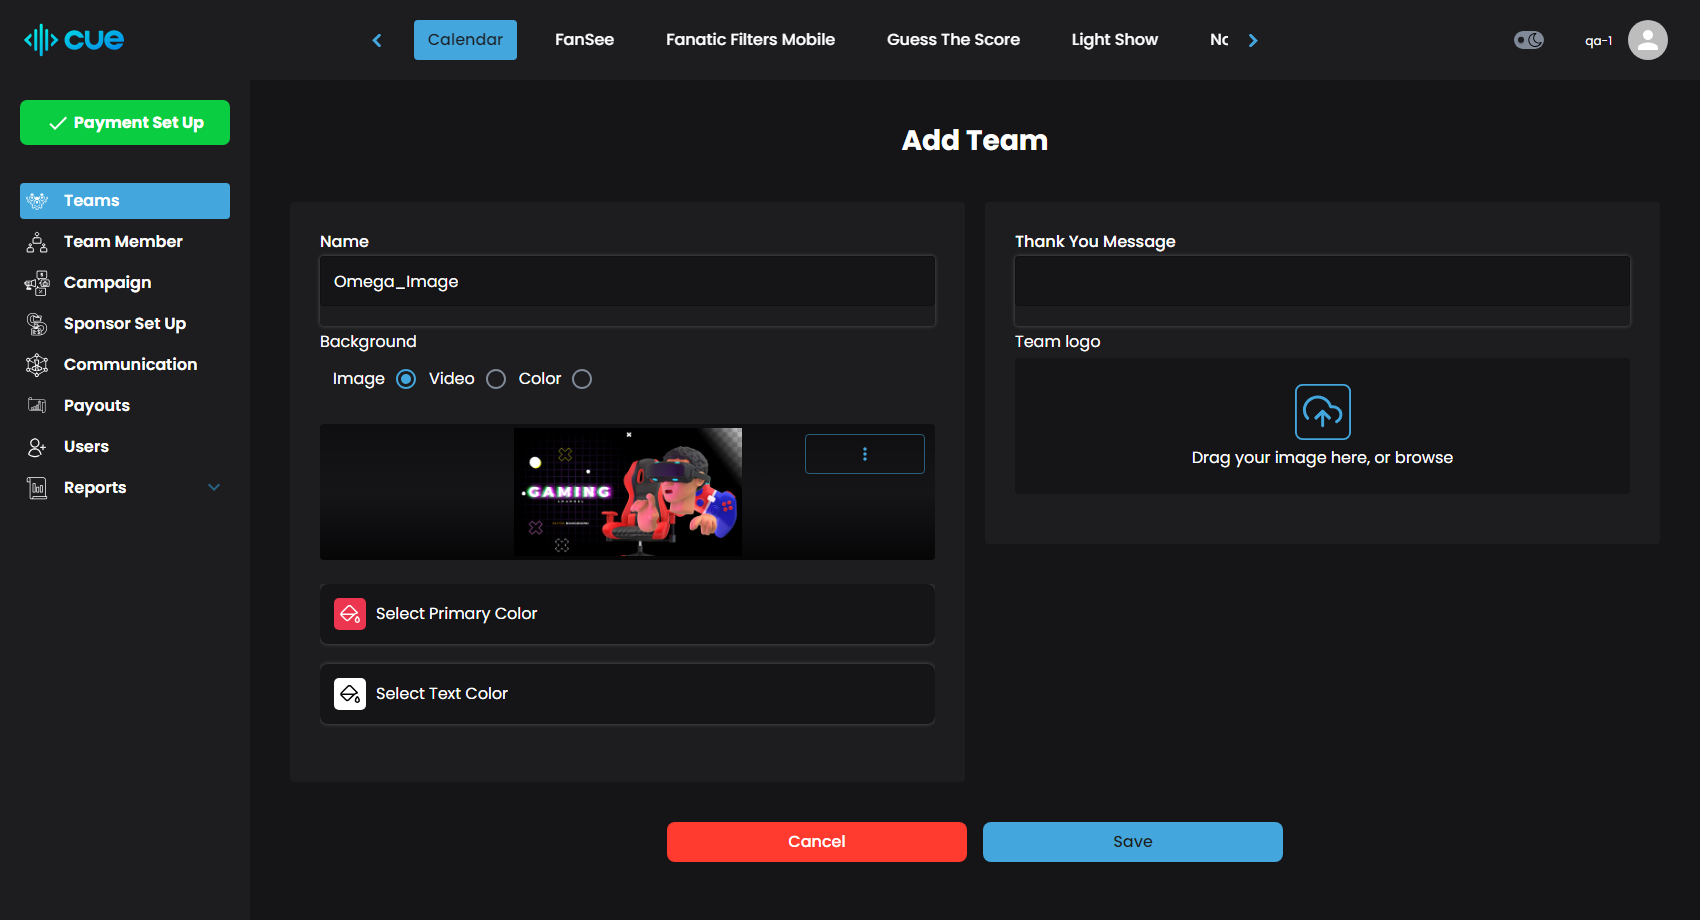 cue
Calendar FanSee Fanatic Filters Mobile Guess The Score Light Show No
qa-1
Payment Set Up
Teams
Team Member
Campaign
Sponsor Set Up
Communication
Payouts
Users
Reports
Add Team
Name
Omega_Image
Background
Image Video Color
GAMING
Select Primary Color
Select Text Color
Thank You Message
Team logo
Drag your image here, or browse
Cancel Save